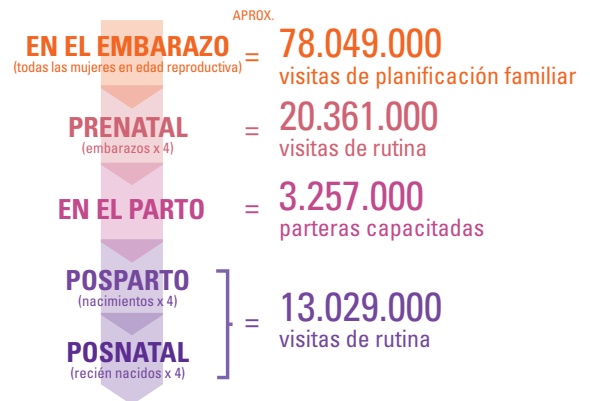 APROX.
EN EL EMBARAZO = 78.049.000
(todas las mujeres en edad reproductiva)
visitas de planificación familiar
PRENATAL = 20.361.000
(embarazos x 4)
visitas de rutina
EN EL PARTO = 3.257.000
parteras capacitadas
POSPARTO
(nacimientos x 4)
= 13.029.000
visitas de rutina
POSNATAL
(recién nacidos x 4)